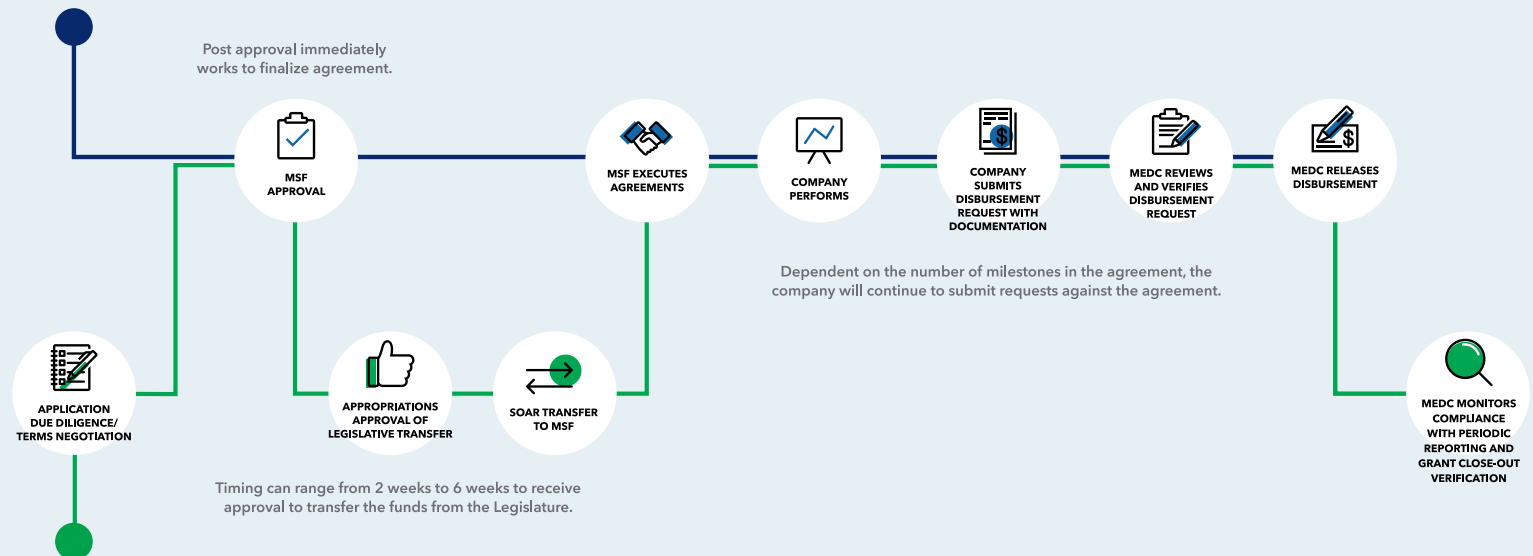 Post approval immediately
works to finalize agreement.
MSF
APPROVAL
MSF EXECUTES
AGREEMENTS
COMPANY
PERFORMS
$
COMPANY
SUBMITS
DISBURSEMENT
REQUEST WITH
DOCUMENTATION
MEDC REVIEWS
AND VERIFIES
DISBURSEMENT
REQUEST
$
MEDC RELEASES
DISBURSEMENT
Dependent on the number of milestones in the agreement, the
company will continue to submit requests against the agreement.
APPLICATION
DUE DILIGENCE/
TERMS NEGOTIATION
APPROPRIATIONS
APPROVAL OF
LEGISLATIVE TRANSFER
SOAR TRANSFER
TO MSF
MEDC MONITORS
COMPLIANCE
WITH PERIODIC
REPORTING AND
GRANT CLOSE-OUT
VERIFICATION
Timing can range from 2 weeks to 6 weeks to receive
approval to transfer the funds from the Legislature.